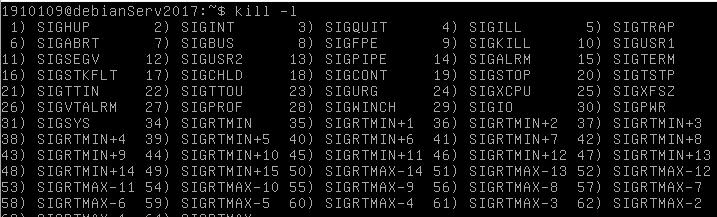 1910109@debianServ2017:~$ kill -l
1) SIGHUP 2) SIGINT 3) SIGQUIT 4) SIGILL 5) SIGTRAP
6) SIGABRT 7) SIGBUS 8) SIGFPE 9) SIGKILL 10) SIGUSR1
11) SIGSEGV 12) SIGUSR2 13) SIGPIPE 14) SIGALRM 15) SIGTERM
16) SIGSTKFLT 17) SIGCHLD 18) SIGCONT 19) SIGSTOP 20) SIGTSTP
21) SIGTTIN 22) SIGTTOU 23) SIGURG 24) SIGXCPU 25) SIGXFSZ
26) SIGVTALRM 27) SIGPROF 28) SIGWINCH 29) SIGIO 30) SIGPWR
31) SIGSYS 34) SIGRTMIN 35) SIGRTMIN+1 36) SIGRTMIN+2 37) SIGRTMIN+3
38) SIGRTMIN+4 39) SIGRTMIN+5 40) SIGRTMIN+6 41) SIGRTMIN+7 42) SIGRTMIN+8
43) SIGRTMIN+9 44) SIGRTMIN+10 45) SIGRTMIN+11 46) SIGRTMIN+12 47) SIGRTMIN+13
48) SIGRTMIN+14 49) SIGRTMIN+15 50) SIGRTMAX-14 51) SIGRTMAX-13 52) SIGRTMAX-12
53) SIGRTMAX-11 54) SIGRTMAX-10 55) SIGRTMAX-9 56) SIGRTMAX-8 57) SIGRTMAX-7
58) SIGRTMAX-6 59) SIGRTMAX-5 60) SIGRTMAX-4 61) SIGRTMAX-3 62) SIGRTMAX-2